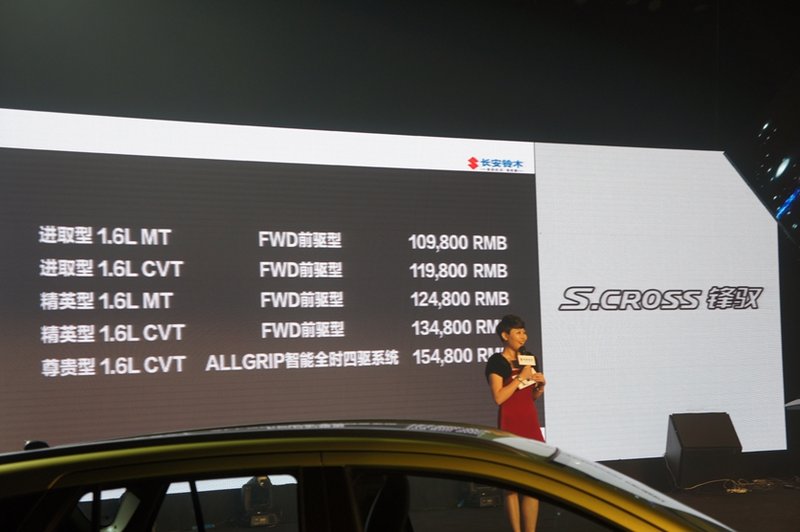 长安铃木
进取型 1.6L MT FWD前驱型 109,800 RMB
进取型 1.6L CVT FWD前驱型 119,800 RMB
精英型 1.6L MT FWD前驱型 124,800 RMB
精英型 1.6L CVT FWD前驱型 134,800 RMB
尊贵型 1.6L CVT ALLGRIP智能全时四驱系统 154,800 RM
S.CROSS 锋驭